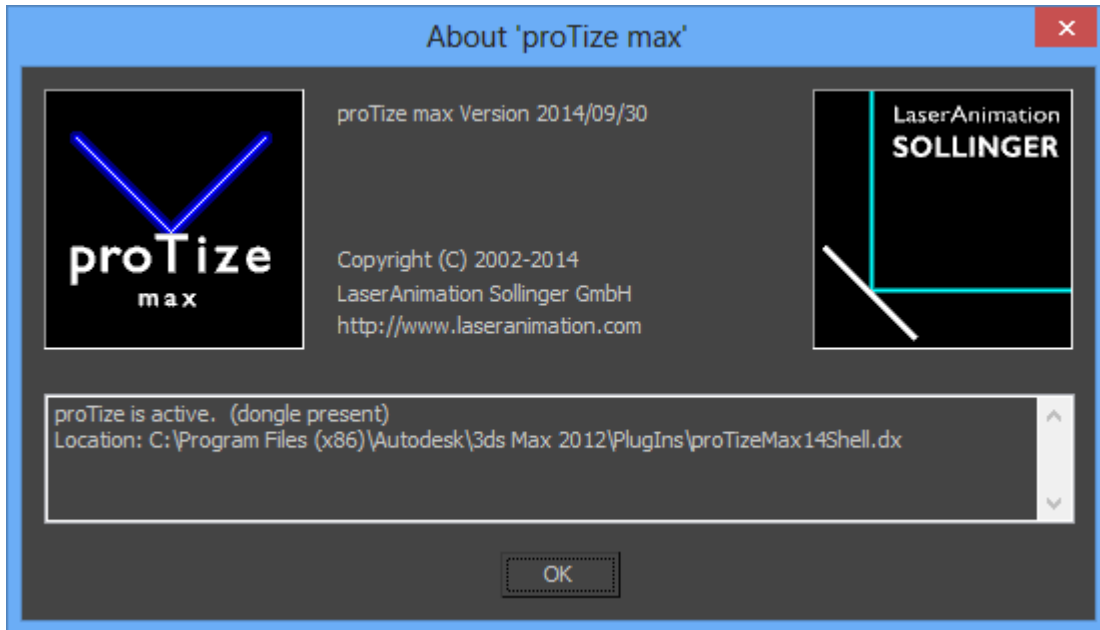 About 'proTize max'
proTize
max
proTize max Version 2014/09/30
Copyright (C) 2002-2014
LaserAnimation Sollinger GmbH
http://www.laseranimation.com
LaserAnimation
SOLLINGER
proTize is active.  (dongle present)
Location: C:\Program Files (x86)\Autodesk\3ds Max 2012\PlugIns\proTizeMax14Shell.dx
OK